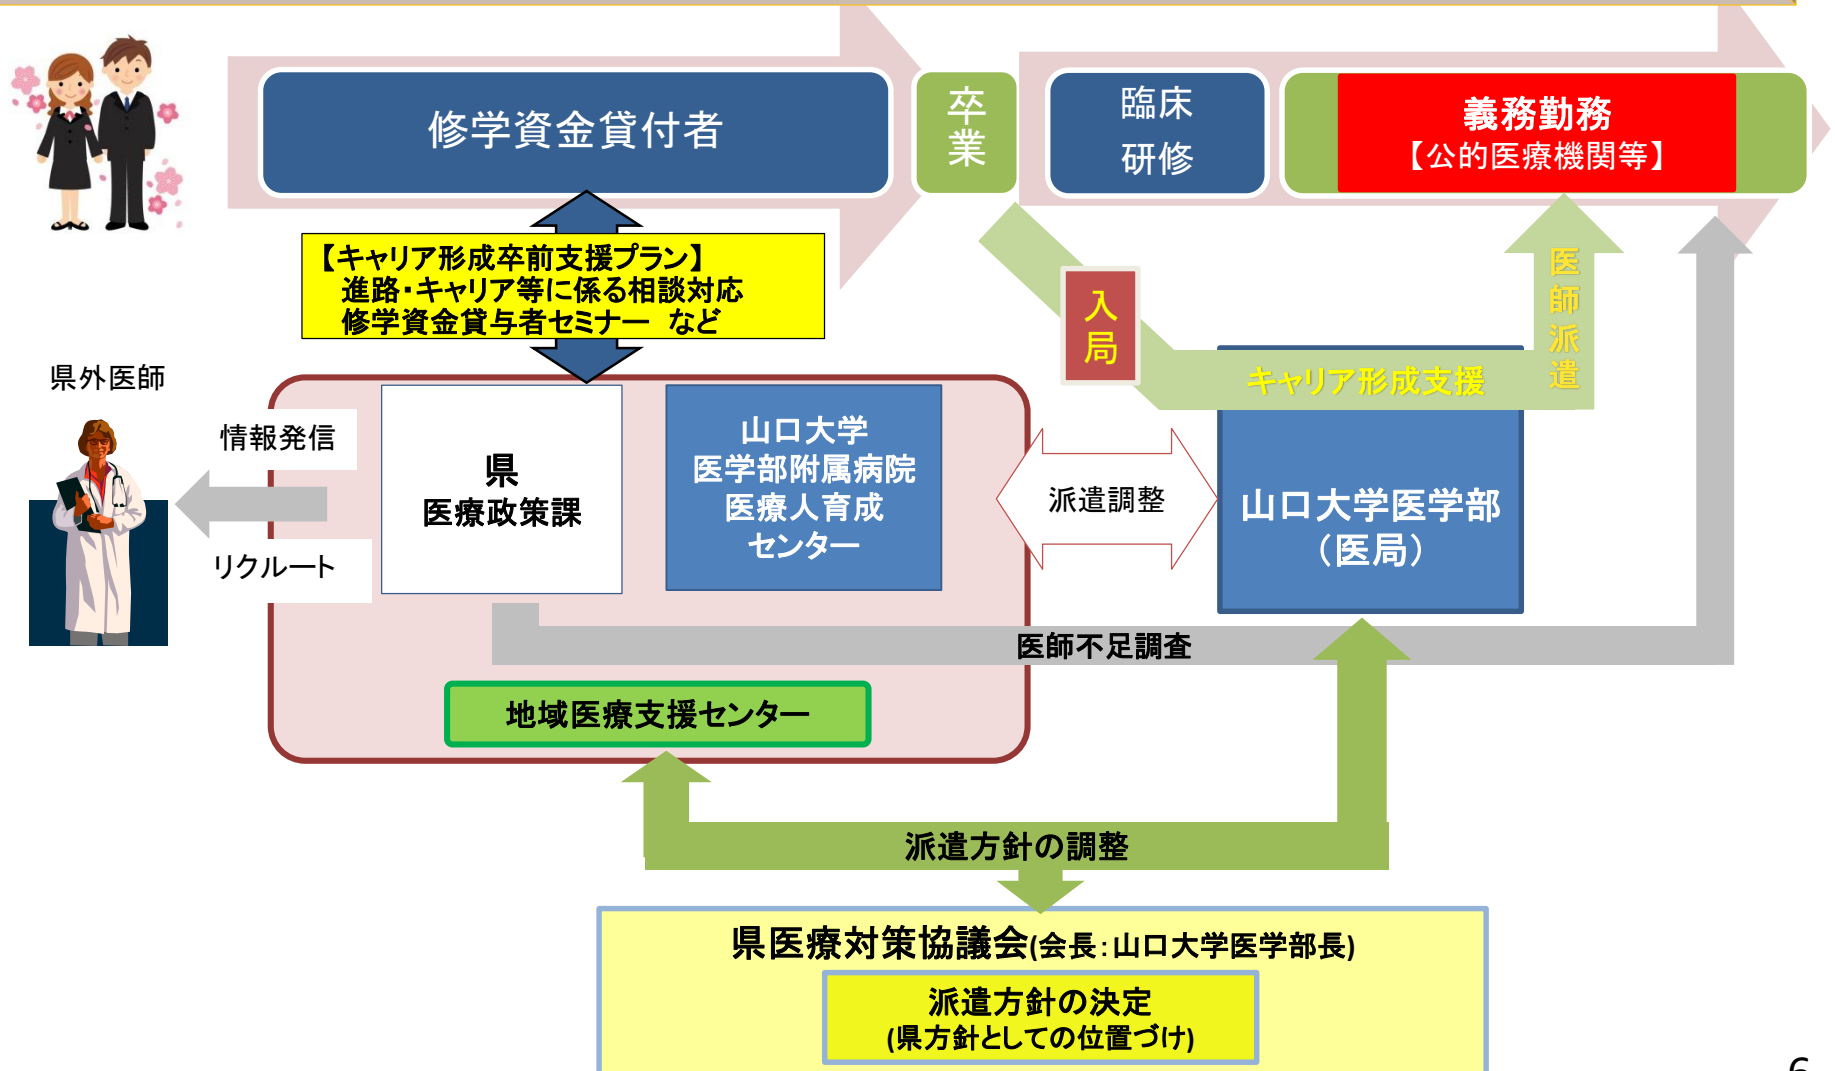 修学資金貸付者
卒業
臨床
研修
義務勤務
【公的医療機関等】
【キャリア形成卒前支援プラン】
進路・キャリア等に係る相談対応
修学資金貸与者セミナー など
入局
医師派遣
キャリア形成支援
県外医師
情報発信
リクルート
県
医療政策課
山口大学
医学部附属病院
医療人育成
センター
派遣調整
山口大学医学部
（医局）
医師不足調査
地域医療支援センター
派遣方針の調整
県医療対策協議会(会長：山口大学医学部長)
派遣方針の決定
(県方針としての位置づけ)
6